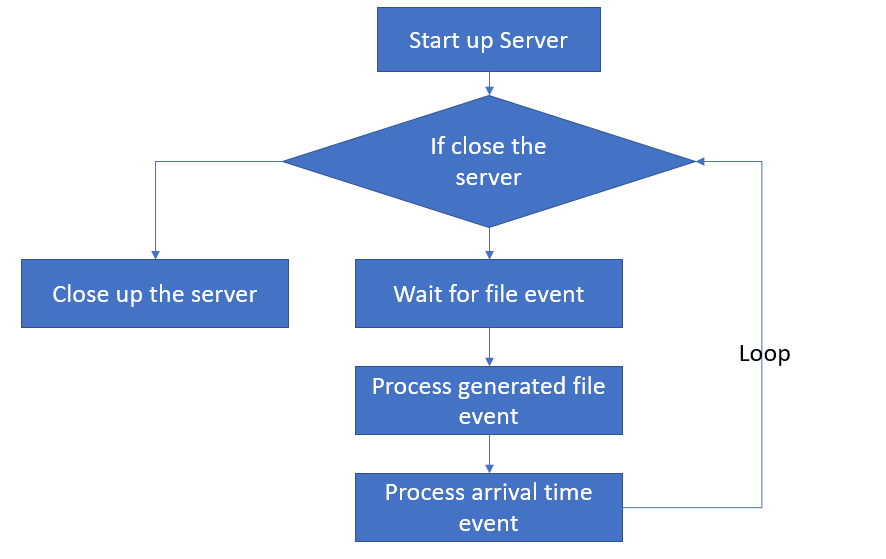 Start up Server
If close the
server
Close up the server
Wait for file event
Loop
Process generated file
event
Process arrival time
event